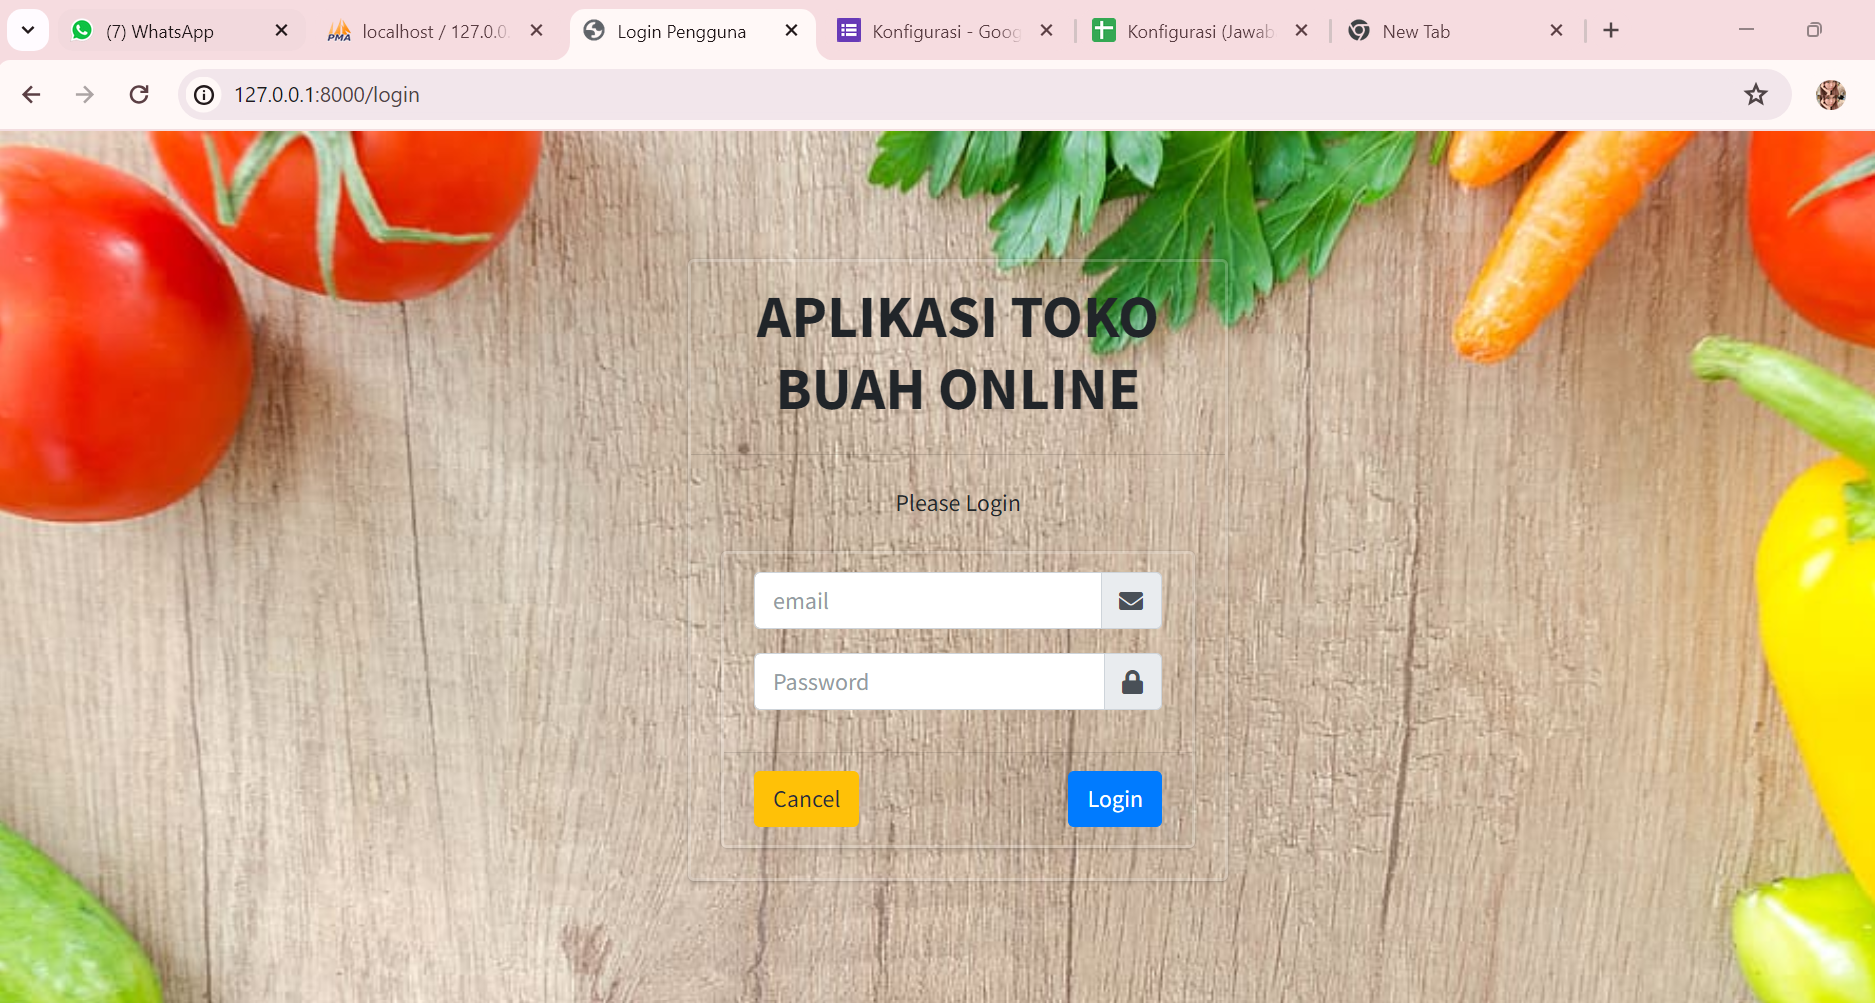 (7) WhatsApp
PMA
localhost / 127.0.0.
Login Pengguna
Konfigurasi - Goog
Konfigurasi (Jawab
New Tab
127.0.0.1:8000/login
APLIKASI TOKO
BUAH ONLINE
Please Login
email
Password
Cancel
Login